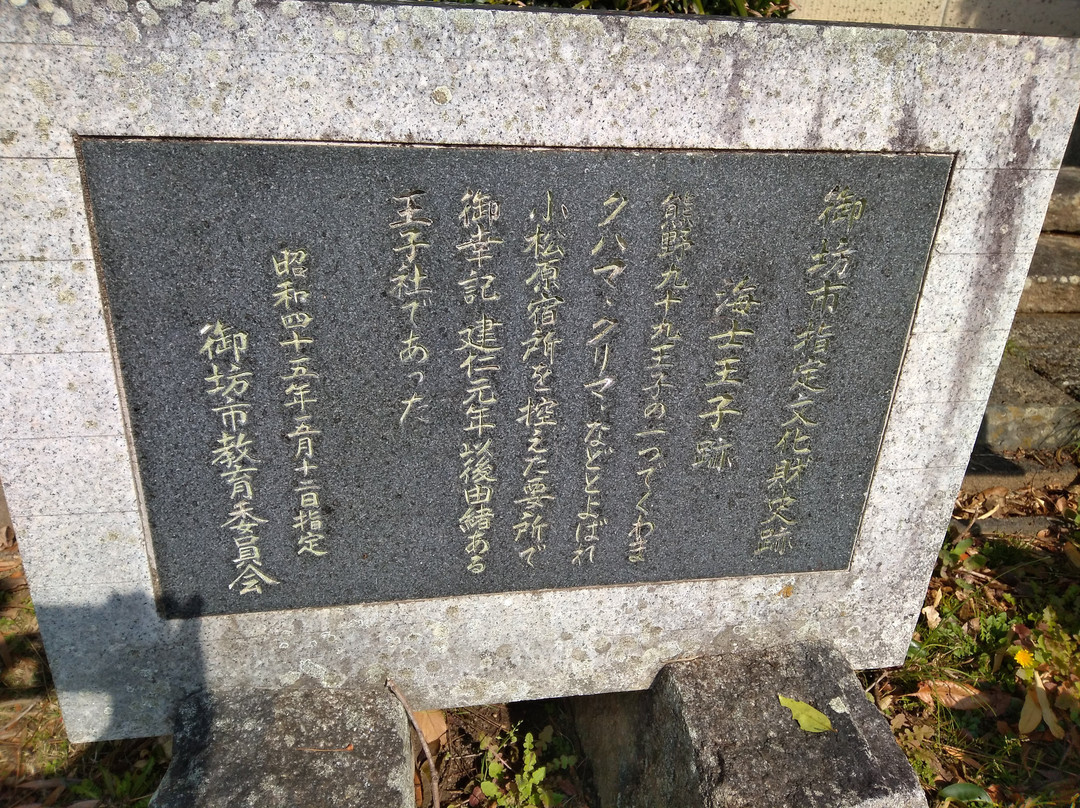 御坊市指定文化財史跡
海士王子跡
熊野九十九王子の一つでくわま
クハマ、クリマ、などとよばれ
小松原宿所を控えた要所で
御幸記 建仁元年以後由緒ある
王子社であった
昭和四十五年五月十二日指定
御坊市教育委員会